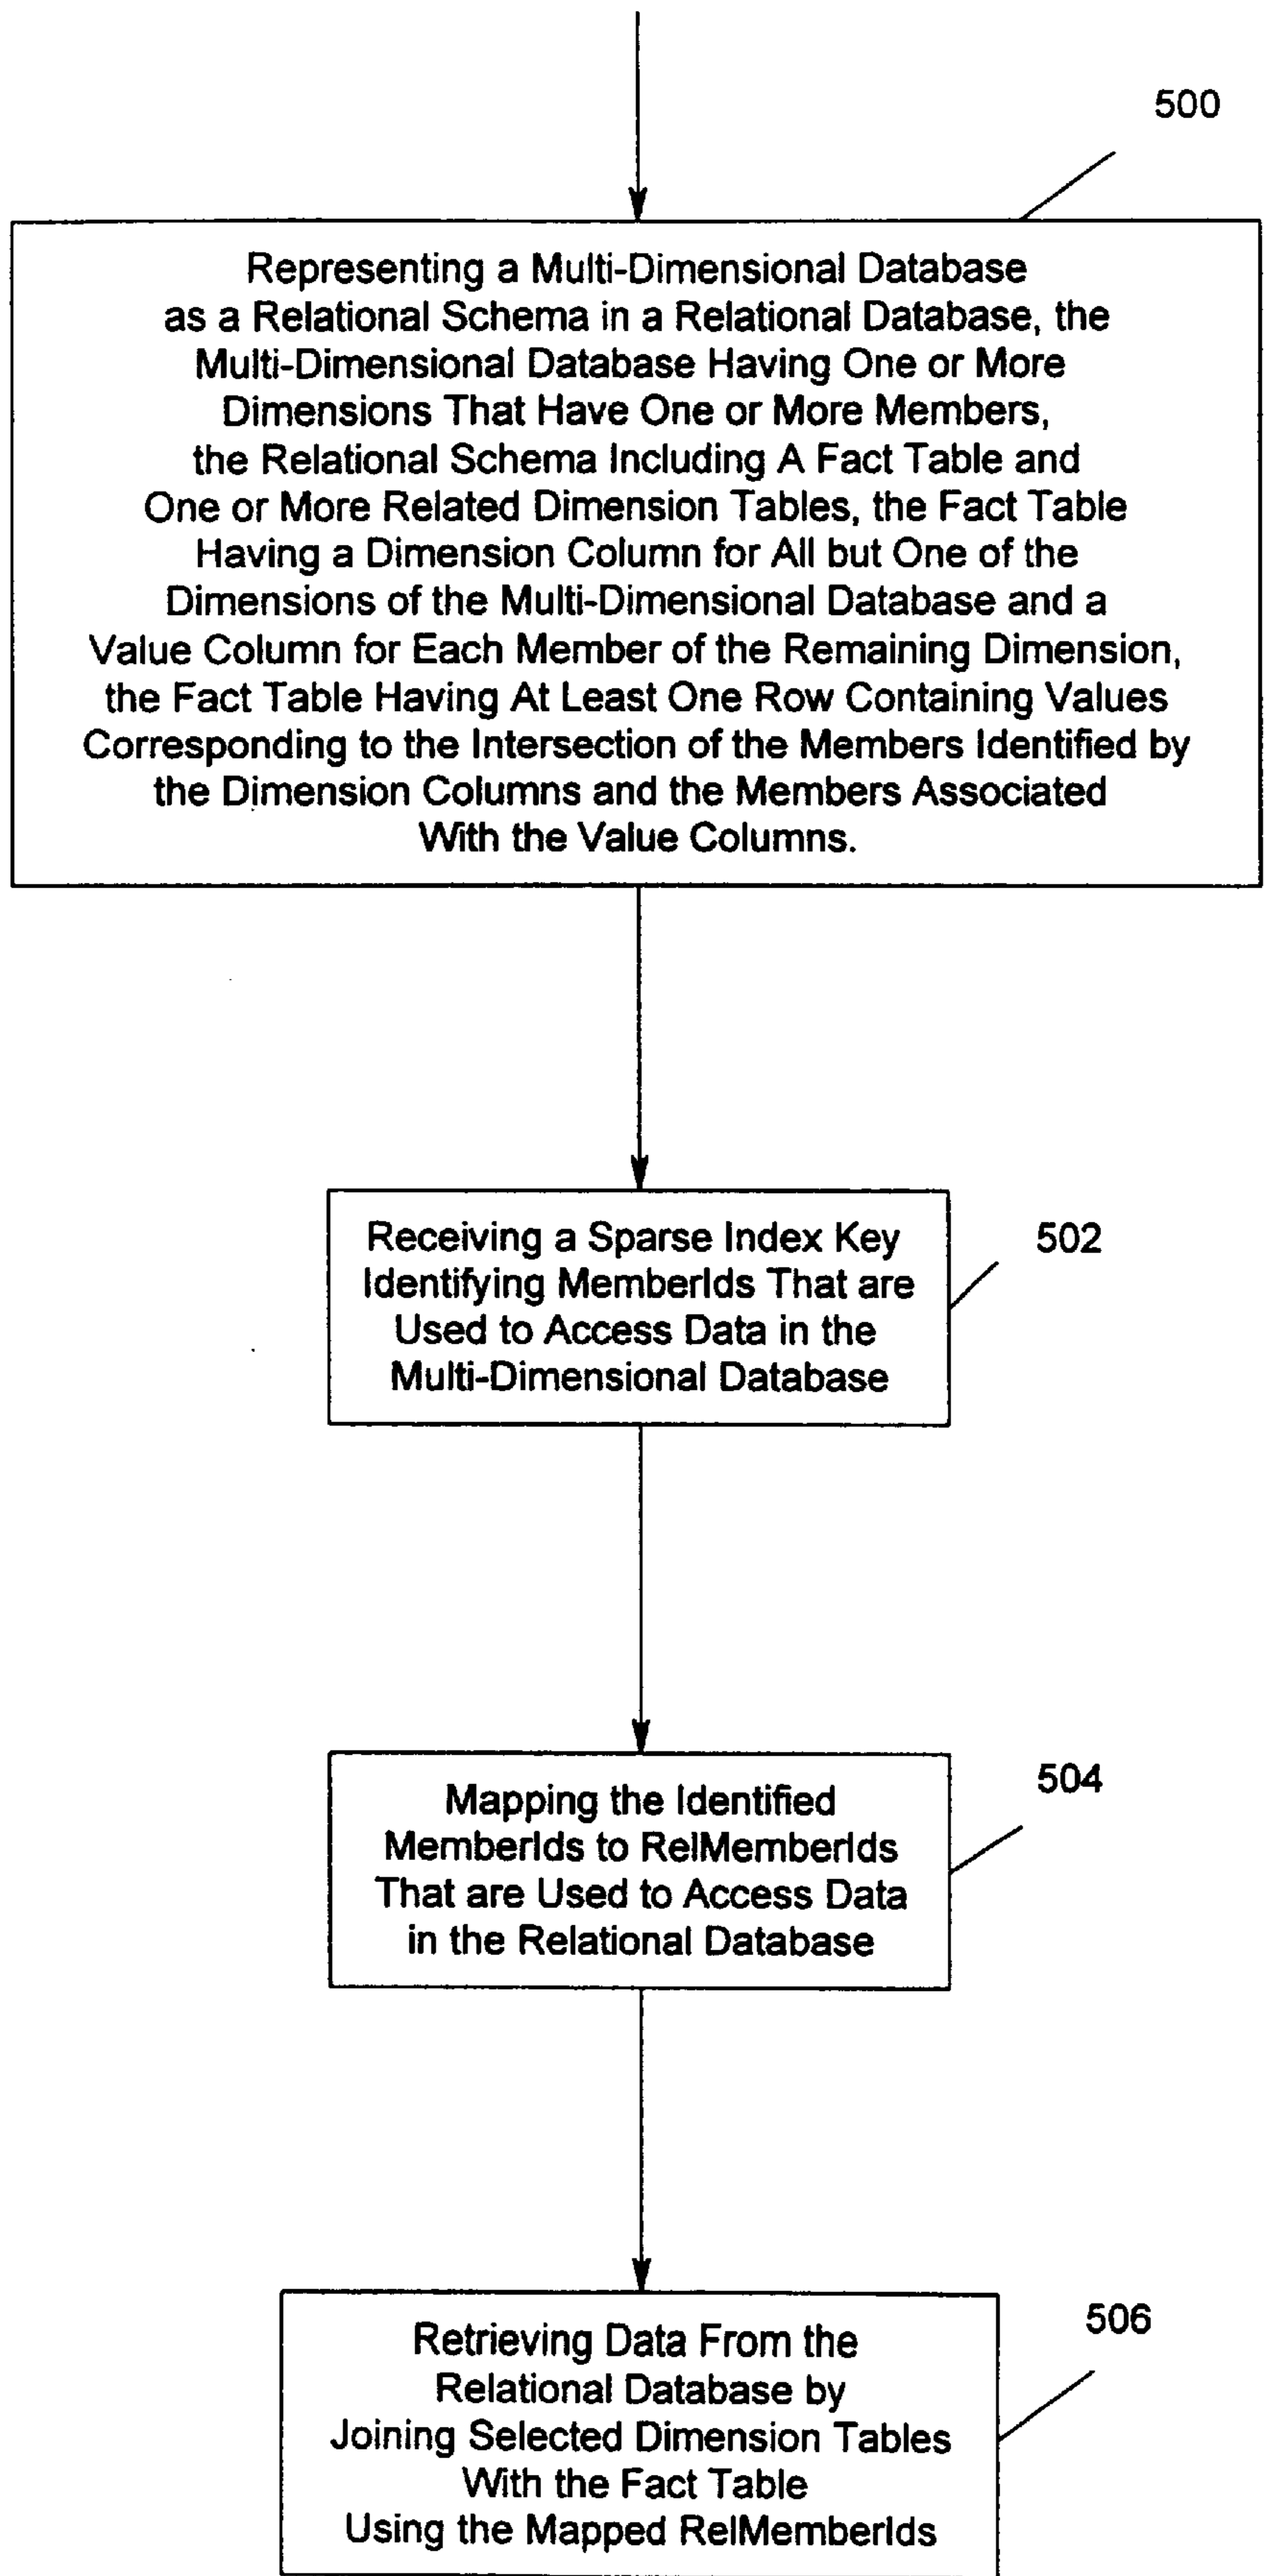 500
Representing a Multi-Dimensional Database
as a Relational Schema in a Relational Database, the
Multi-Dimensional Database Having One or More
Dimensions That Have One or More Members,
the Relational Schema Including A Fact Table and
One or More Related Dimension Tables, the Fact Table
Having a Dimension Column for All but One of the
Dimensions of the Multi-Dimensional Database and a
Value Column for Each Member of the Remaining Dimension,
the Fact Table Having At Least One Row Containing Values
Corresponding to the Intersection of the Members Identified by
the Dimension Columns and the Members Associated
With the Value Columns.
502
Receiving a Sparse Index Key
Identifying MemberIds That are
Used to Access Data in the
Multi-Dimensional Database
504
Mapping the Identified
MemberIds to RelMemberIds
That are Used to Access Data
in the Relational Database
506
Retrieving Data From the
Relational Database by
Joining Selected Dimension Tables
With the Fact Table
Using the Mapped RelMemberIds